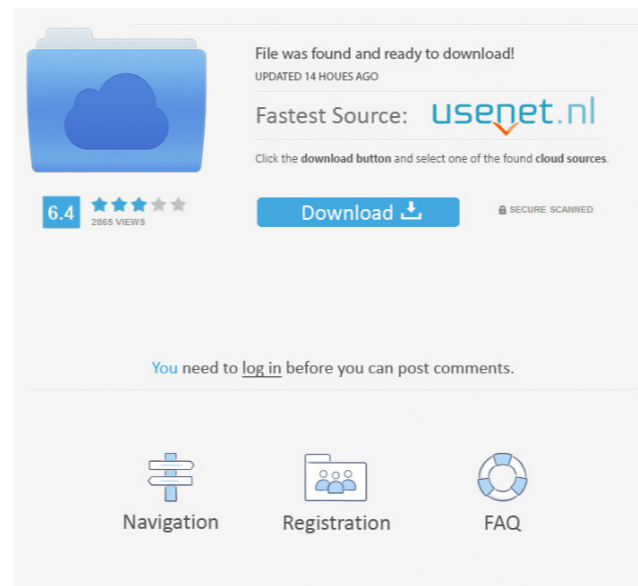 File was found and ready to download!
UPDATED 14 HOUES AGO
Fastest Source: usenet.nl
Click the download button and select one of the found cloud sources.
6.4
2865 VIEWS
Download
SECURE SCANNED
You need to log in before you can post comments.
Navigation
Registration
FAQ